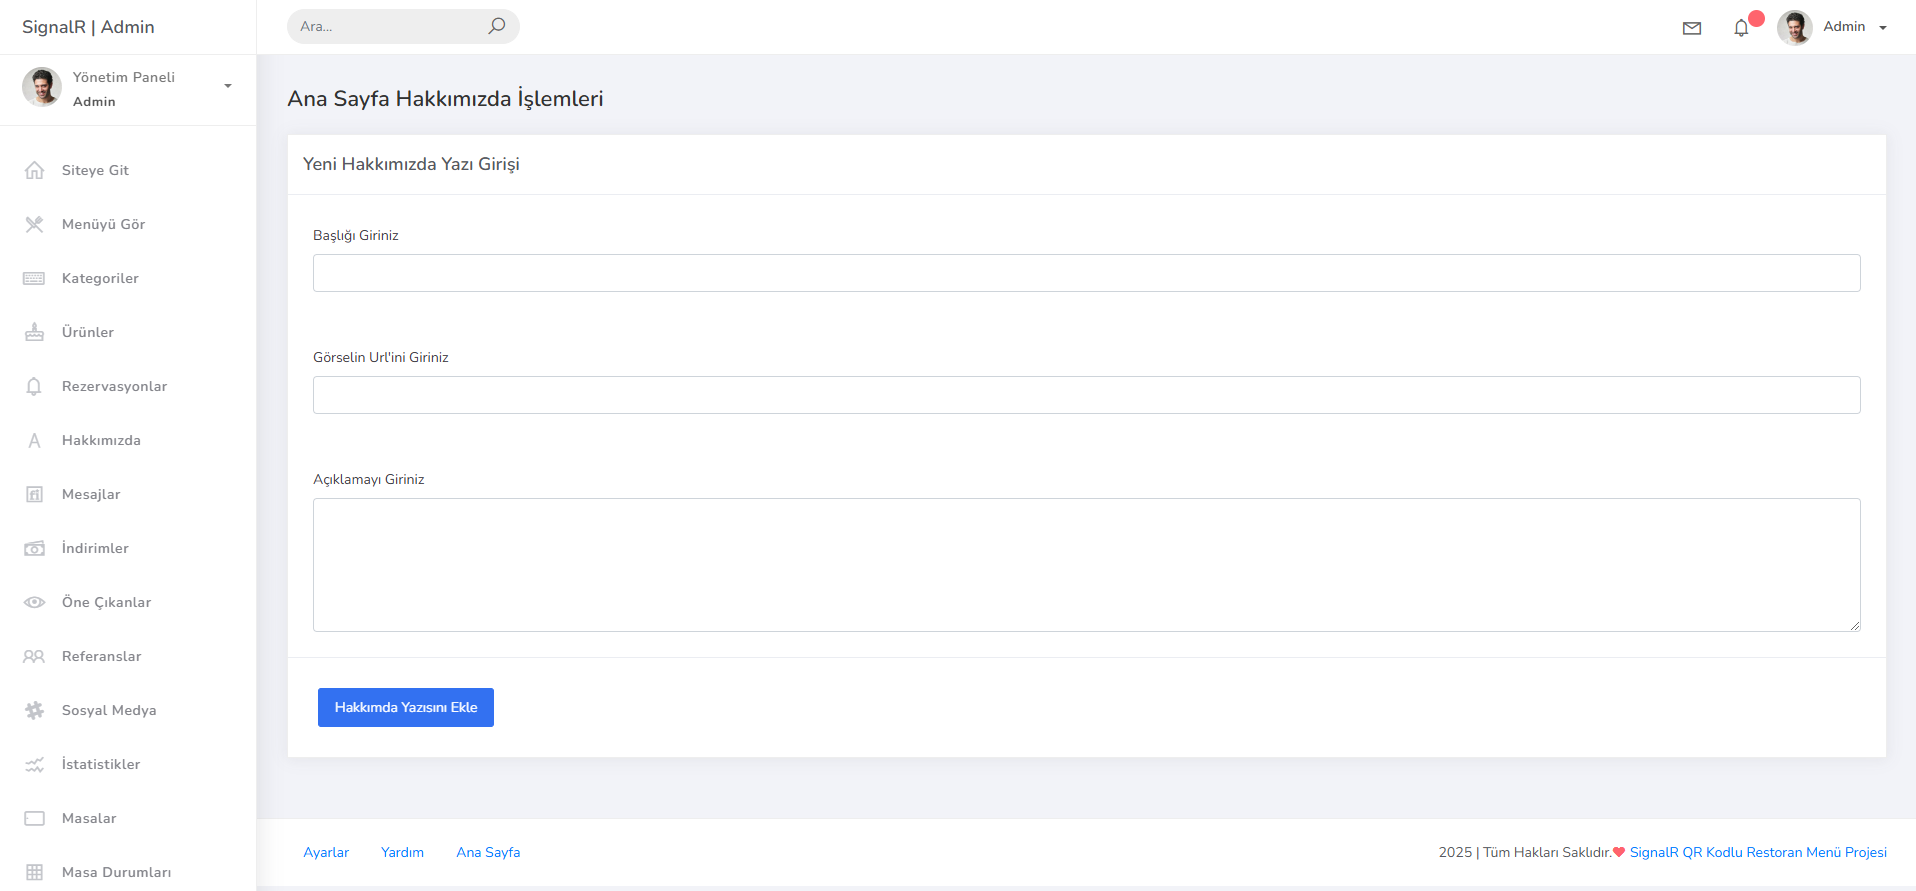 SignalR | Admin
Ara...
Admin
Yönetim Paneli
Admin
Siteye Git
Menüyü Gör
Kategoriler
Ürünler
Rezervasyonlar
Hakkımızda
Mesajlar
İndirimler
Öne Çıkanlar
Referanslar
Sosyal Medya
İstatistikler
Masalar
Masa Durumları
Ana Sayfa Hakkımızda İşlemleri
Yeni Hakkımızda Yazı Girişi
Başlığı Giriniz
Görselin Url'ini Giriniz
Açıklamayı Giriniz
Hakkımda Yazısını Ekle
Ayarlar Yardım Ana Sayfa
2025 | Tüm Hakları Saklıdır.❤ SignalR QR Kodlu Restoran Menü Projesi